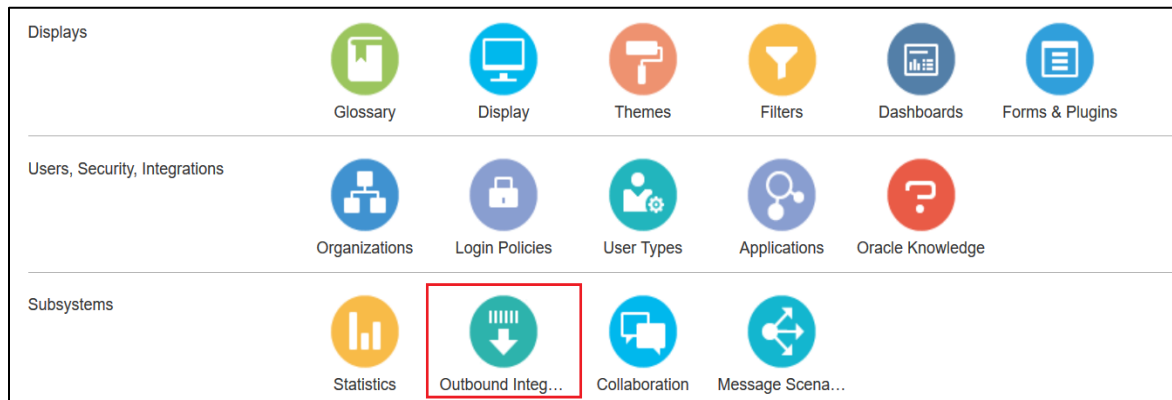 Displays
Glossary
Display
Themes
Filters
Dashboards
Forms & Plugins
Users, Security, Integrations
Organizations
Login Policies
User Types
Applications
Oracle Knowledge
Subsystems
Statistics
Outbound Integ...
Collaboration
Message Scena...